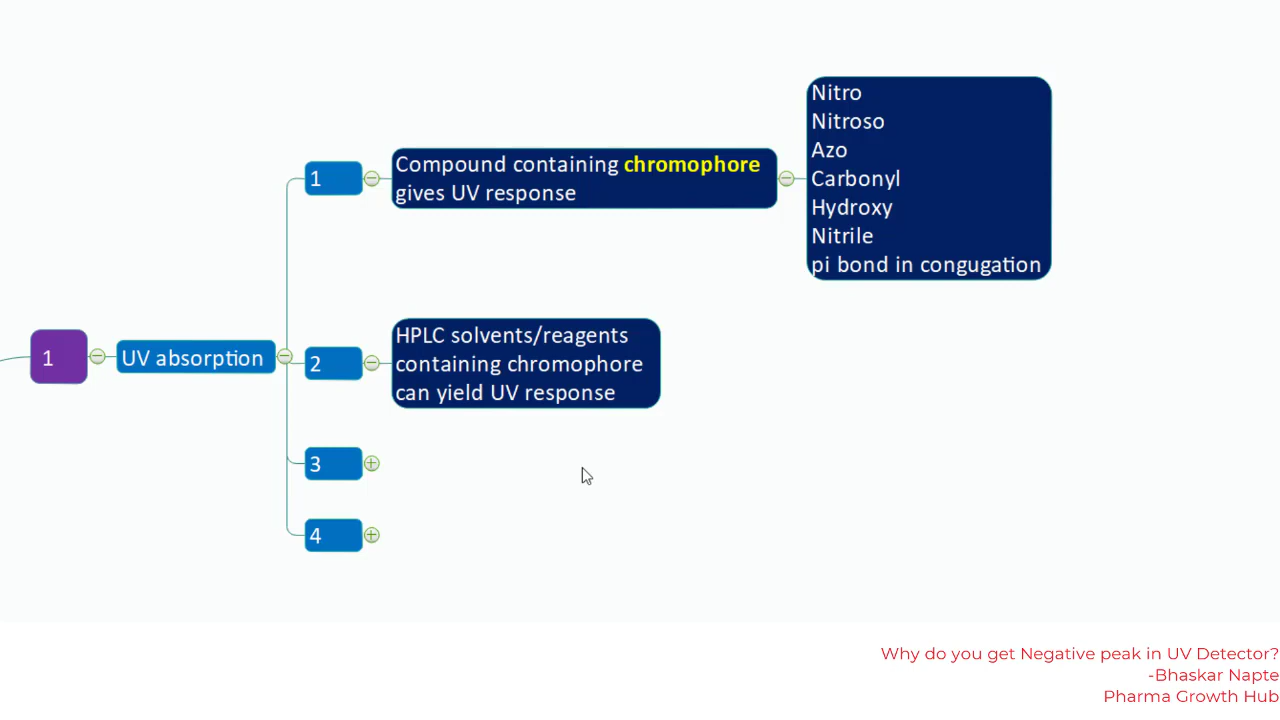 1
UV absorption
1
Compound containing chromophore
gives UV response
Nitro
Nitroso
Azo
Carbonyl
Hydroxy
Nitrile
pi bond in congugation
2
HPLC solvents/reagents
containing chromophore
can yield UV response
3
4
Why do you get Negative peak in UV Detector?
-Bhaskar Napte
Pharma Growth Hub